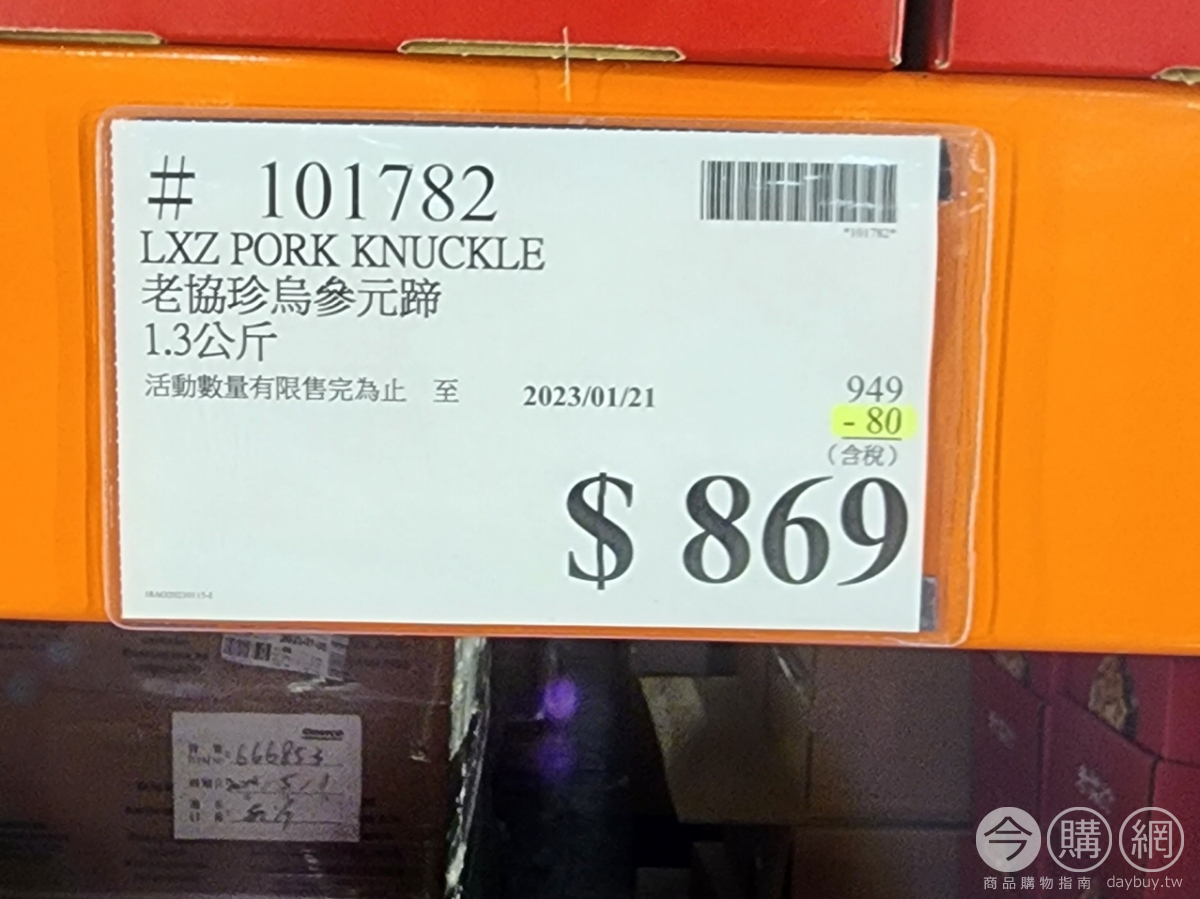 # 101782
*101782*
LXZ PORK KNUCKLE
老協珍烏參元蹄
1.3公斤
活動數量有限售完為止 至 2023/01/21
949
- 80
(含稅)
$ 869
666853
今購網
商品購物指南 daybuy.tw